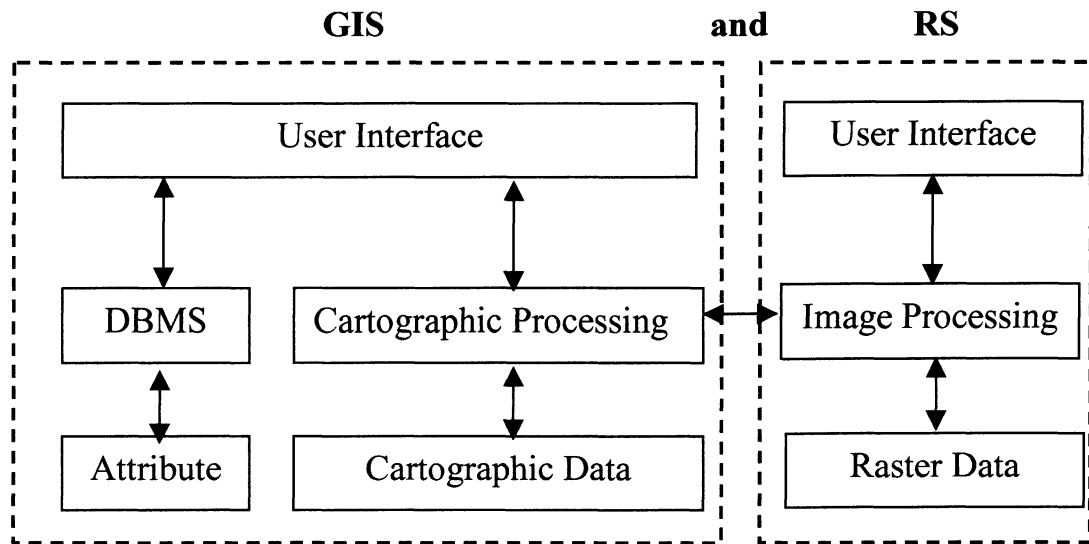 GIS and RS
User Interface
User Interface
DBMS
Cartographic Processing
Image Processing
Attribute
Cartographic Data
Raster Data